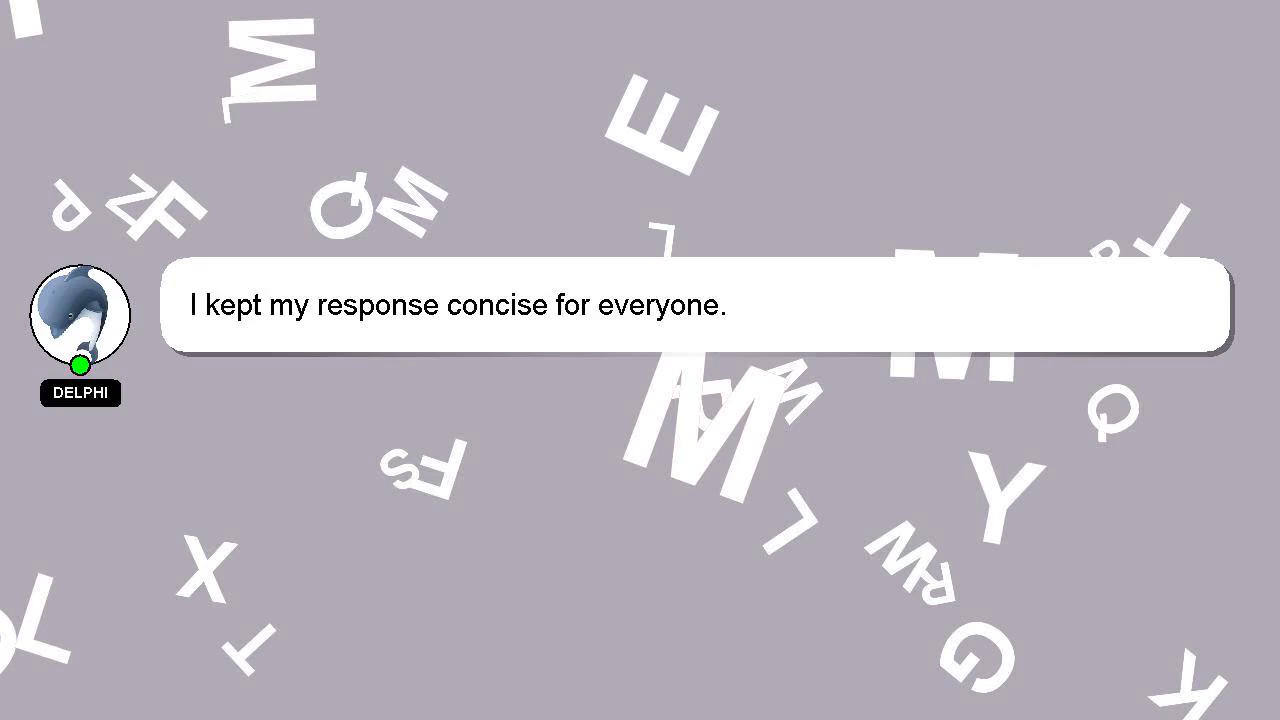 I kept my response concise for everyone.
DELPHI
M
L
E
P
Z
F
Q
M
L
T
R
M
M
W
Q
S
F
Y
L
X
W
R
L
T
G
K